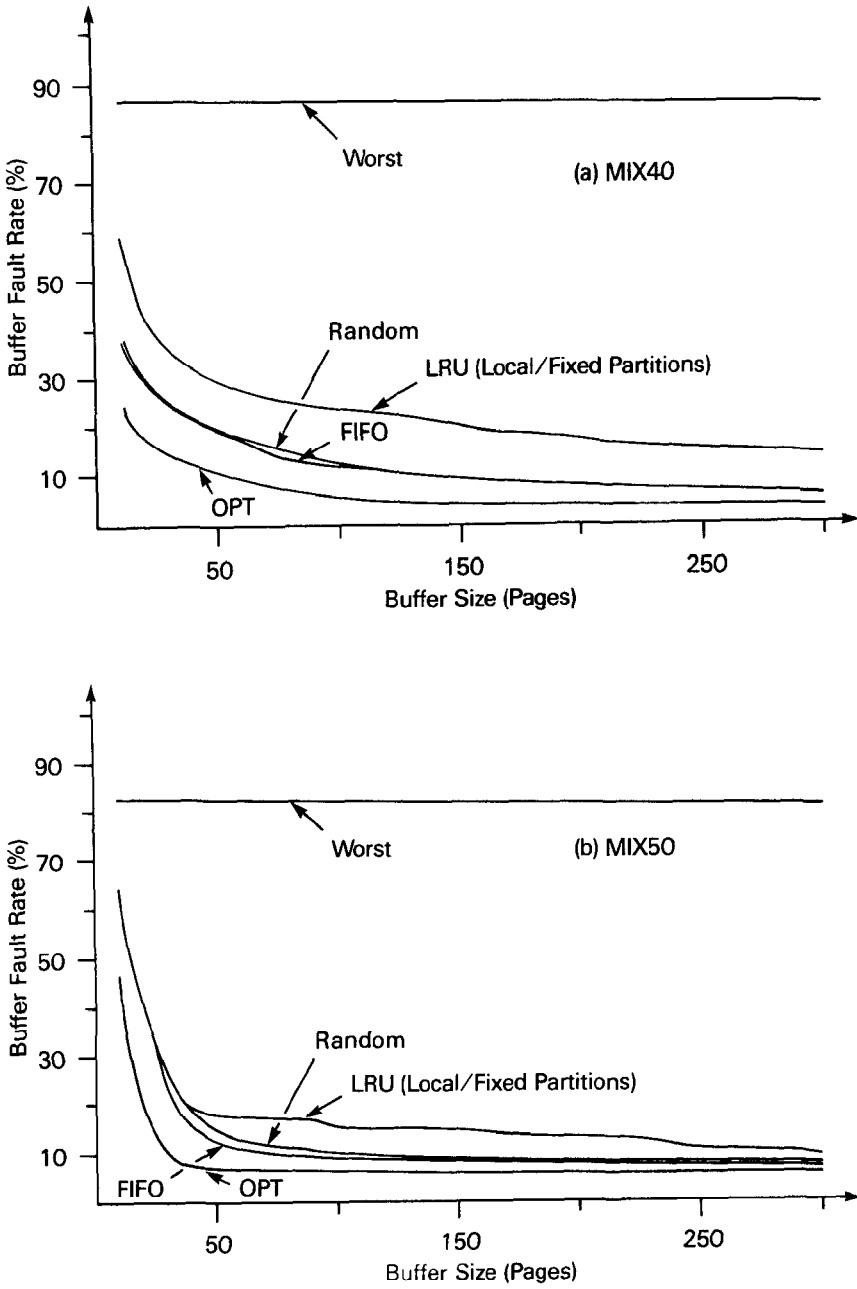 90
Worst
(a) MIX40
70
50
Random
LRU (Local/Fixed Partitions)
30
FIFO
10
OPT
50
150
250
Buffer Fault Rate (%)
Buffer Size (Pages)
90
Worst
(b) MIX50
70
50
Random
LRU (Local/Fixed Partitions)
30
10
FIFO
OPT
50
150
250
Buffer Fault Rate (%)
Buffer Size (Pages)